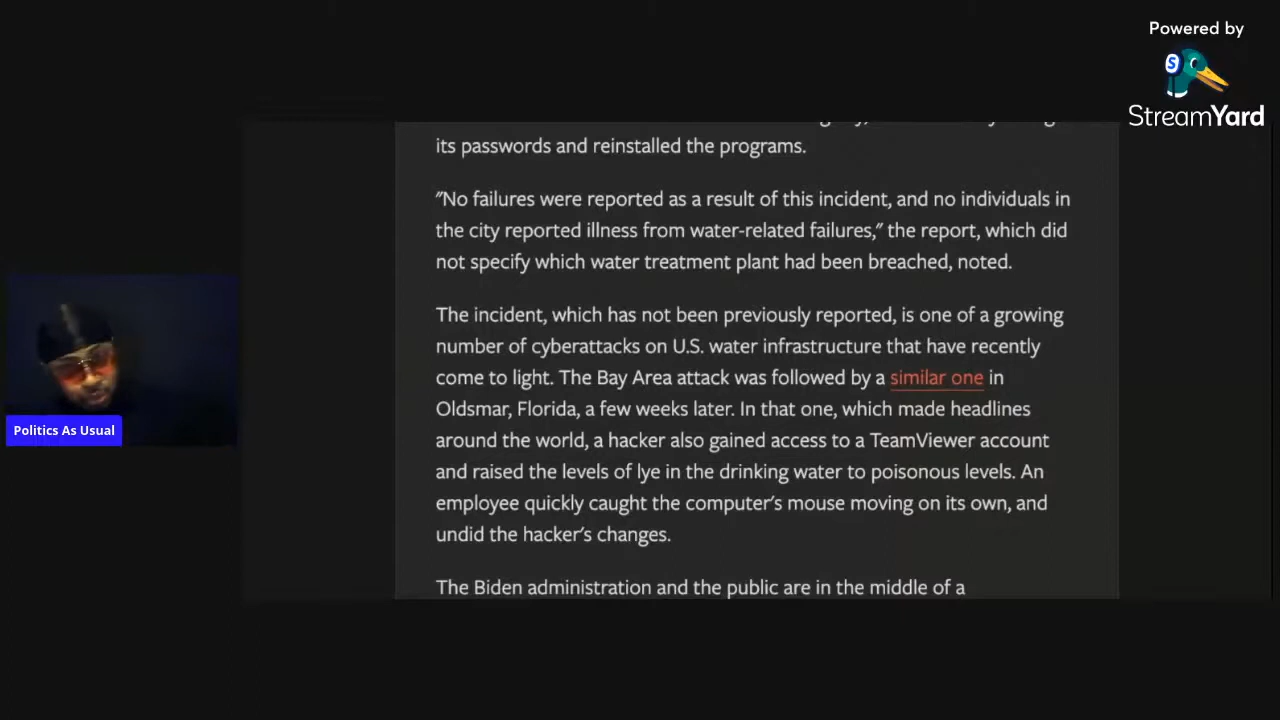 Powered by
StreamYard
its passwords and reinstalled the programs.
"No failures were reported as a result of this incident, and no individuals in
the city reported illness from water-related failures," the report, which did
not specify which water treatment plant had been breached, noted.
The incident, which has not been previously reported, is one of a growing
number of cyberattacks on U.S. water infrastructure that have recently
come to light. The Bay Area attack was followed by a similar one in
Oldsmar, Florida, a few weeks later. In that one, which made headlines
around the world, a hacker also gained access to a TeamViewer account
and raised the levels of lye in the drinking water to poisonous levels. An
employee quickly caught the computer's mouse moving on its own, and
undid the hacker's changes.
The Biden administration and the public are in the middle of a
Politics As Usual